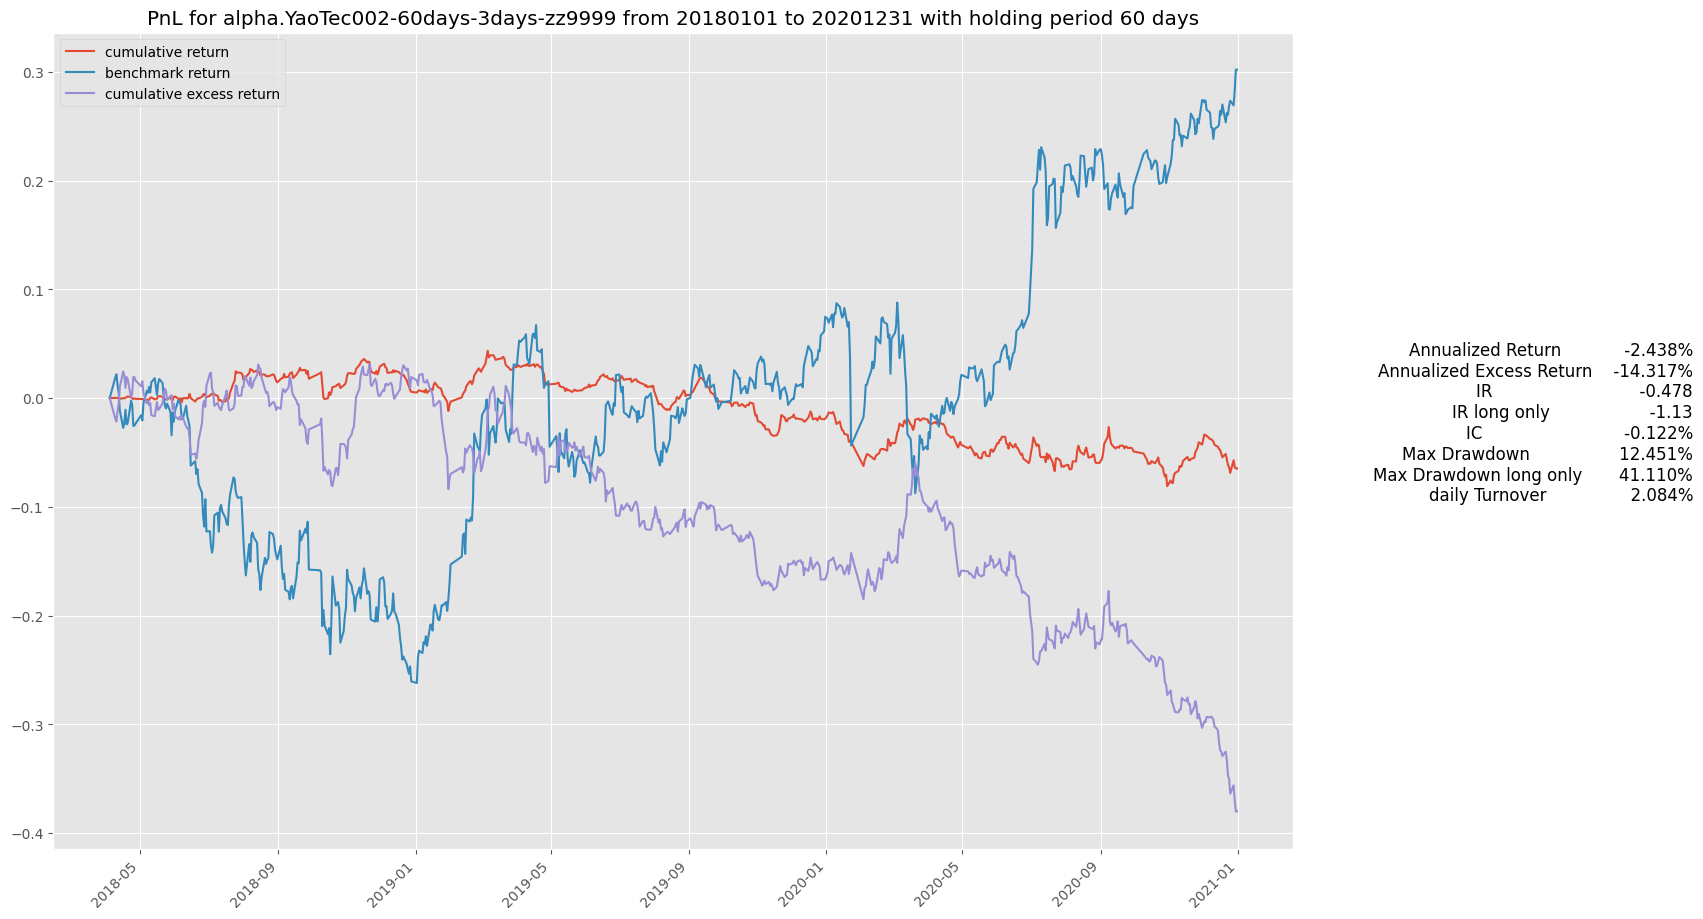 PnL for alpha.YaoTec002-60days-3days-zz9999 from 20180101 to 20201231 with holding period 60 days
cumulative return
benchmark return
cumulative excess return
0.3
0.2
0.1
0.0
−0.1
−0.2
−0.3
−0.4
2018-05
2018-09
2019-01
2019-05
2019-09
2020-01
2020-05
2020-09
2021-01
Annualized Return -2.438%
Annualized Excess Return -14.317%
IR -0.478
IR long only -1.13
IC -0.122%
Max Drawdown 12.451%
Max Drawdown long only 41.110%
daily Turnover 2.084%